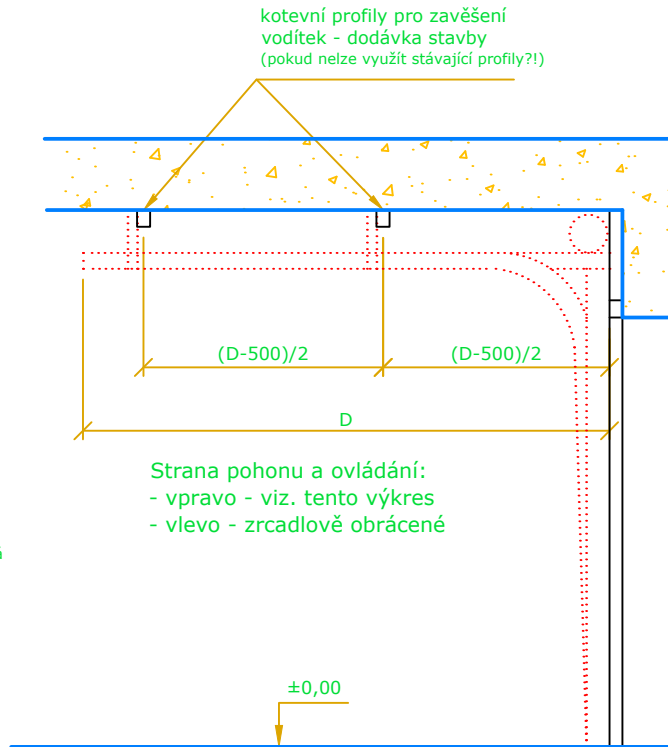 kotevní profily pro zavěšení
vodítek - dodávka stavby
(pokud nelze využít stávající profily?!)
(D-500)/2
(D-500)/2
D
Strana pohonu a ovládání:
- vpravo - viz. tento výkres
- vlevo - zrcadlově obrácené
±0,00